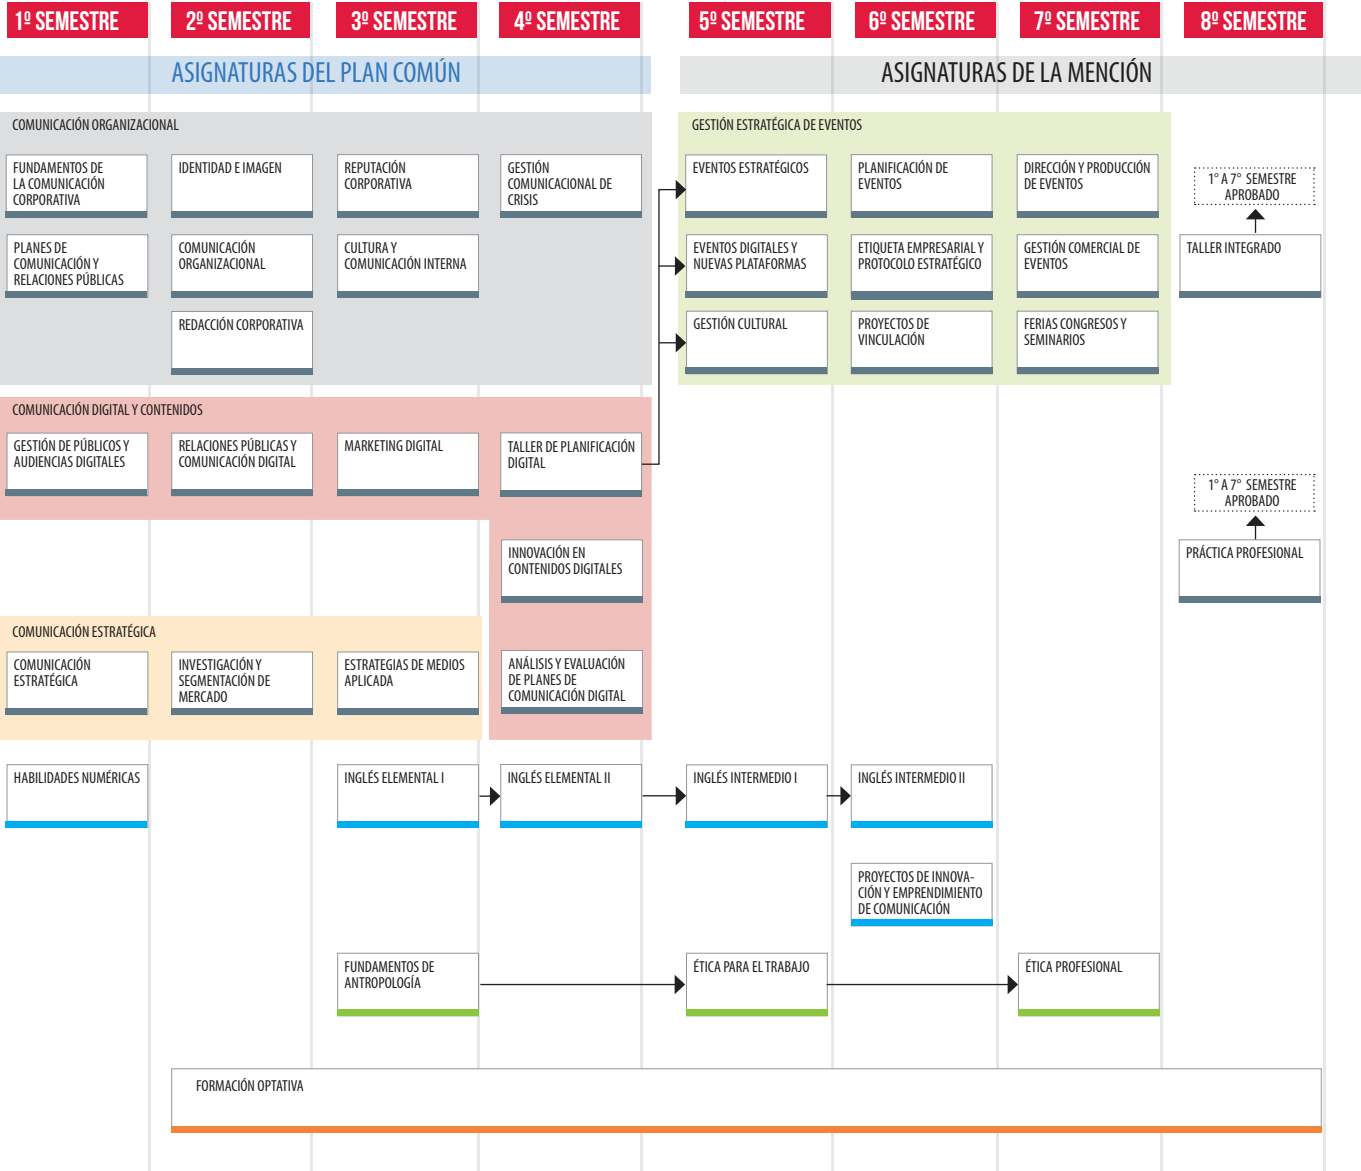 1º SEMESTRE
2º SEMESTRE
3º SEMESTRE
4º SEMESTRE
5º SEMESTRE
6º SEMESTRE
7º SEMESTRE
8º SEMESTRE
ASIGNATURAS DEL PLAN COMÚN
ASIGNATURAS DE LA MENCIÓN
COMUNICACIÓN ORGANIZACIONAL
GESTIÓN ESTRATÉGICA DE EVENTOS
FUNDAMENTOS DE
LA COMUNICACIÓN
CORPORATIVA
IDENTIDAD E IMAGEN
REPUTACIÓN
CORPORATIVA
GESTIÓN
COMUNICACIONAL DE
CRISIS
EVENTOS ESTRATÉGICOS
PLANIFICACIÓN DE
EVENTOS
DIRECCIÓN Y PRODUCCIÓN
DE EVENTOS
1° A 7° SEMESTRE
APROBADO
PLANES DE
COMUNICACIÓN Y
RELACIONES PÚBLICAS
COMUNICACIÓN
ORGANIZACIONAL
CULTURA Y
COMUNICACIÓN INTERNA
EVENTOS DIGITALES Y
NUEVAS PLATAFORMAS
ETIQUETA EMPRESARIAL Y
PROTOCOLO ESTRATÉGICO
GESTIÓN COMERCIAL DE
EVENTOS
TALLER INTEGRADO
REDACCIÓN CORPORATIVA
GESTIÓN CULTURAL
PROYECTOS DE
VINCULACIÓN
FERIAS CONGRESOS Y
SEMINARIOS
COMUNICACIÓN DIGITAL Y CONTENIDOS
GESTIÓN DE PÚBLICOS Y
AUDIENCIAS DIGITALES
RELACIONES PÚBLICAS Y
COMUNICACIÓN DIGITAL
MARKETING DIGITAL
TALLER DE PLANIFICACIÓN
DIGITAL
1° A 7° SEMESTRE
APROBADO
INNOVACIÓN EN
CONTENIDOS DIGITALES
PRÁCTICA PROFESIONAL
COMUNICACIÓN ESTRATÉGICA
COMUNICACIÓN
ESTRATÉGICA
INVESTIGACIÓN Y
SEGMENTACIÓN DE
MERCADO
ESTRATEGIAS DE MEDIOS
APLICADA
ANÁLISIS Y EVALUACIÓN
DE PLANES DE
COMUNICACIÓN DIGITAL
HABILIDADES NUMÉRICAS
INGLÉS ELEMENTAL I
INGLÉS ELEMENTAL II
INGLÉS INTERMEDIO I
INGLÉS INTERMEDIO II
PROYECTOS DE INNOVA-
CIÓN Y EMPRENDIMIENTO
DE COMUNICACIÓN
FUNDAMENTOS DE
ANTROPOLOGÍA
ÉTICA PARA EL TRABAJO
ÉTICA PROFESIONAL
FORMACIÓN OPTATIVA